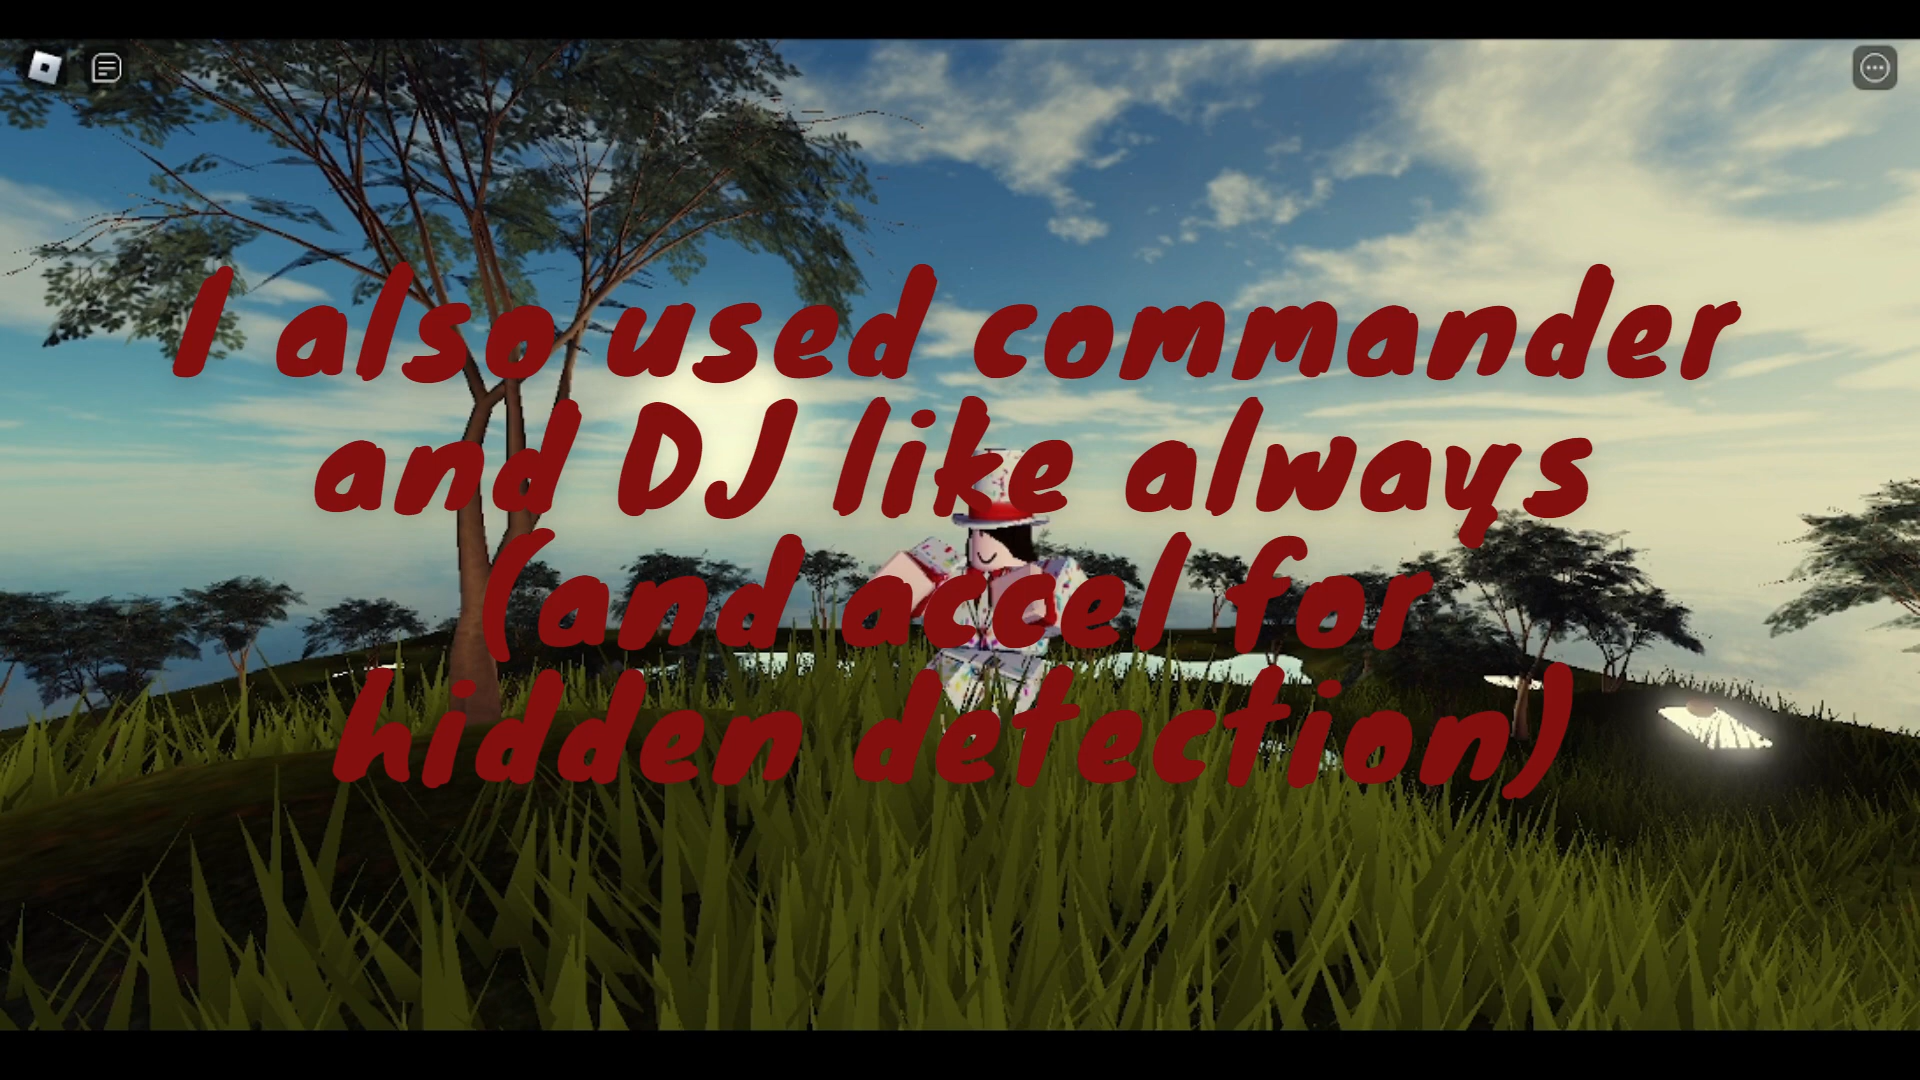 I also used commander
and DJ like always
(and accel for
hidden detection)